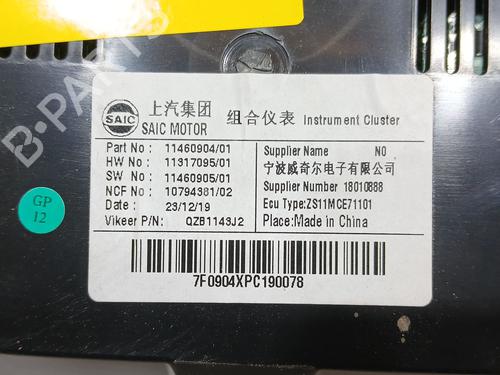 B-PARTS
SAIC
上汽集团
SAIC MOTOR
组合仪表 Instrument Cluster
Part No : 11460904/01
HW No : 11317095/01
SW No : 11460905/01
NCF No : 10794381/02
Date : 23/12/19
Vikeer P/N: QZB1143J2
Supplier Name NO
宁波威奇尔电子有限公司
Supplier Number 18010888
Ecu Type:ZS11MCE71101
Place:Made in China
7F0904XPC190078
GP
12